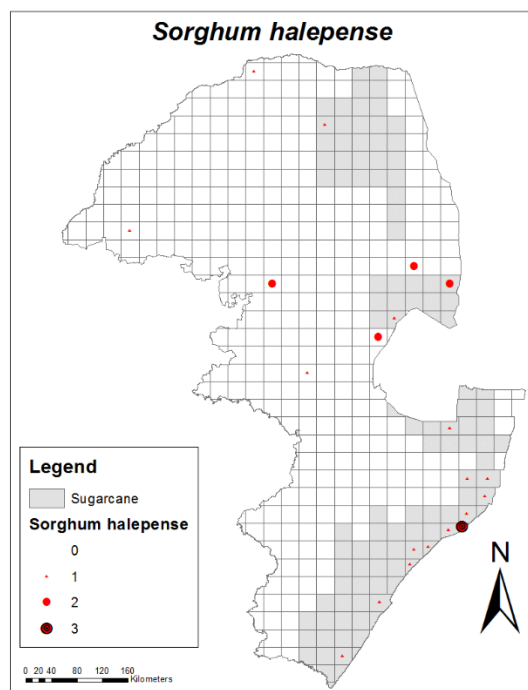 Sorghum halepense
Legend
Sugarcane
Sorghum halepense
0
1
2
3
N
0 20 40 80 120 160
Kilometers